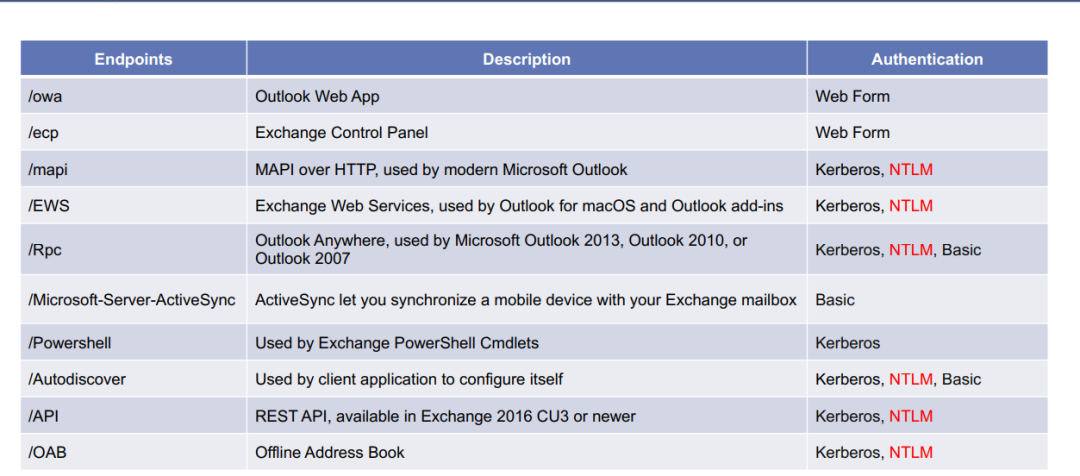 Endpoints Description Authentication
/owa Outlook Web App Web Form
/ecp Exchange Control Panel Web Form
/mapi MAPI over HTTP, used by modern Microsoft Outlook Kerberos, NTLM
/EWS Exchange Web Services, used by Outlook for macOS and Outlook add-ins Kerberos, NTLM
/Rpc Outlook Anywhere, used by Microsoft Outlook 2013, Outlook 2010, or
Outlook 2007 Kerberos, NTLM, Basic
/Microsoft-Server-ActiveSync ActiveSync let you synchronize a mobile device with your Exchange mailbox Basic
/Powershell Used by Exchange PowerShell Cmdlets Kerberos
/Autodiscover Used by client application to configure itself Kerberos, NTLM, Basic
/API REST API, available in Exchange 2016 CU3 or newer Kerberos, NTLM
/OAB Offline Address Book Kerberos, NTLM